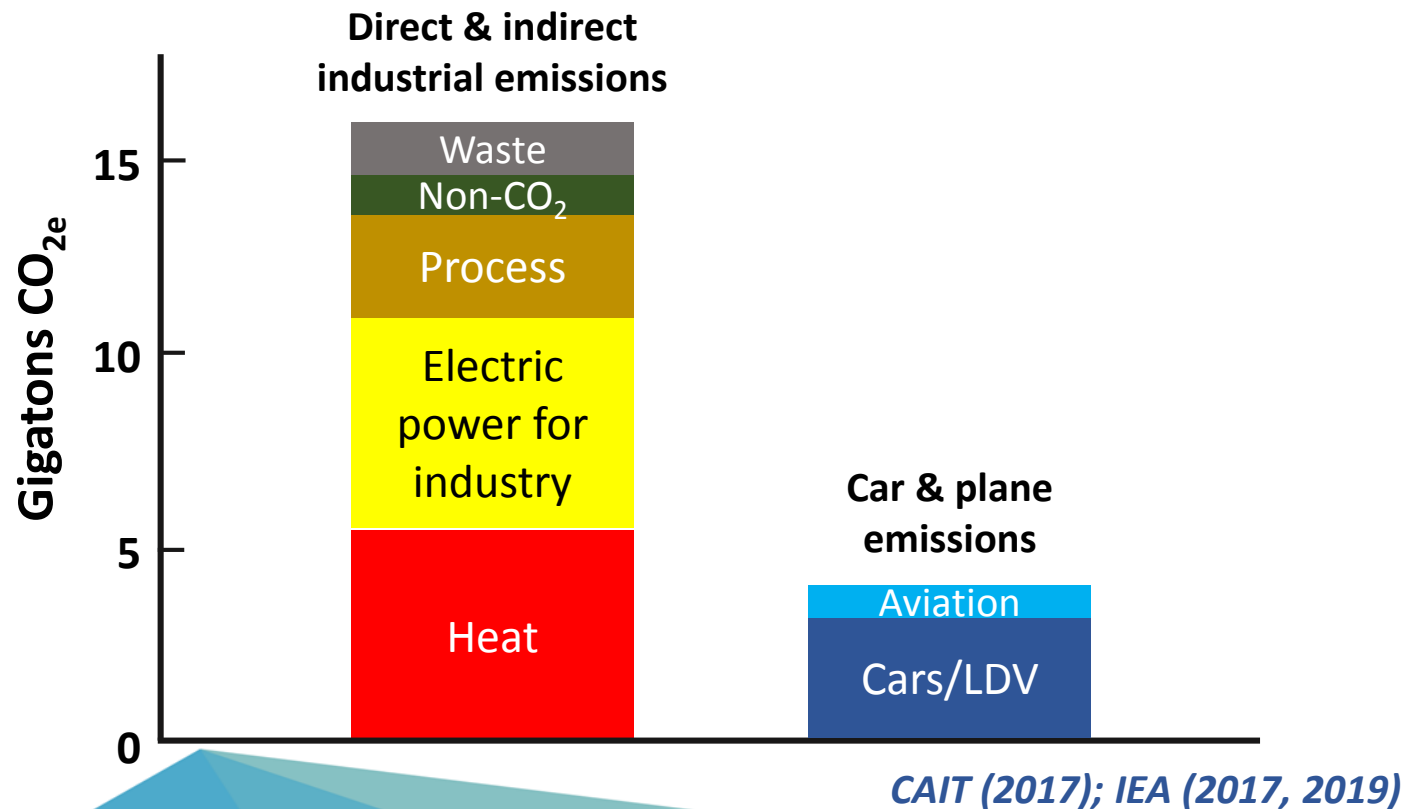 Direct & indirect
industrial emissions
Gigatons CO2e
15
10
5
0
Waste
Non-CO2
Process
Electric
power for
industry
Heat
Car & plane
emissions
Aviation
Cars/LDV
CAIT (2017); IEA (2017, 2019)